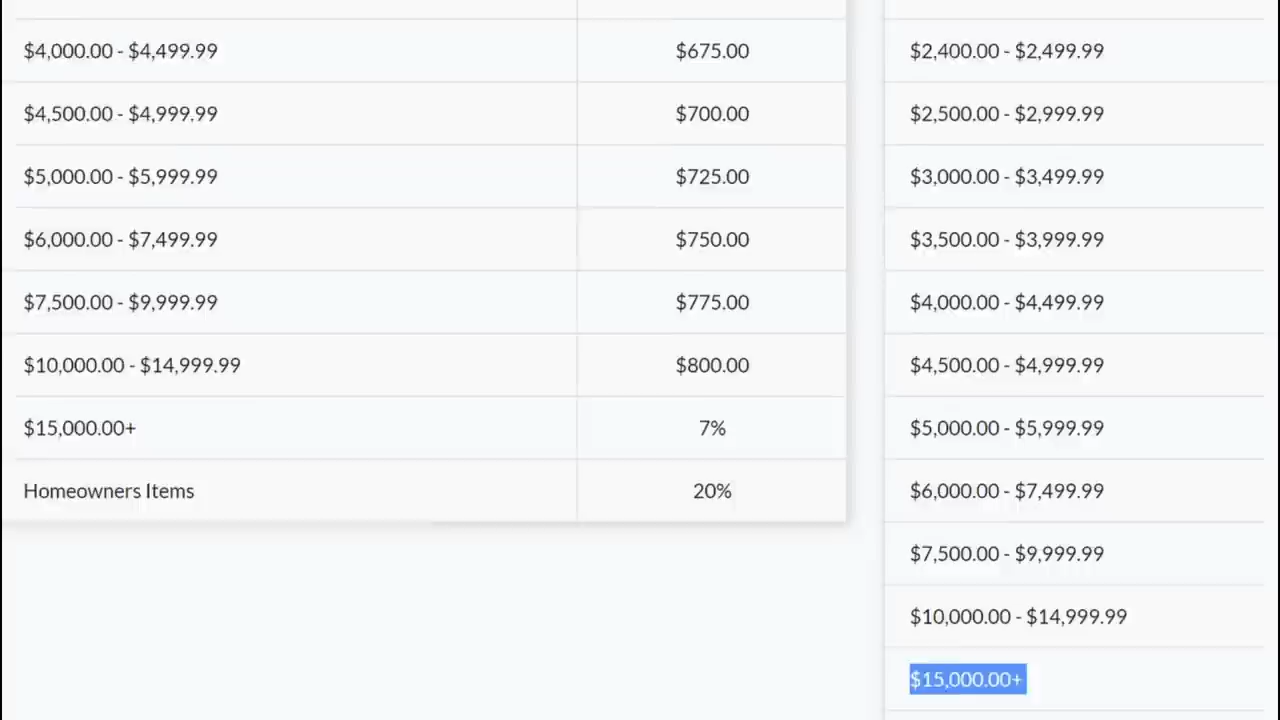 $4,000.00 - $4,499.99 $675.00
$4,500.00 - $4,999.99 $700.00
$5,000.00 - $5,999.99 $725.00
$6,000.00 - $7,499.99 $750.00
$7,500.00 - $9,999.99 $775.00
$10,000.00 - $14,999.99 $800.00
$15,000.00+ 7%
Homeowners Items 20%
$2,400.00 - $2,499.99
$2,500.00 - $2,999.99
$3,000.00 - $3,499.99
$3,500.00 - $3,999.99
$4,000.00 - $4,499.99
$4,500.00 - $4,999.99
$5,000.00 - $5,999.99
$6,000.00 - $7,499.99
$7,500.00 - $9,999.99
$10,000.00 - $14,999.99
$15,000.00+